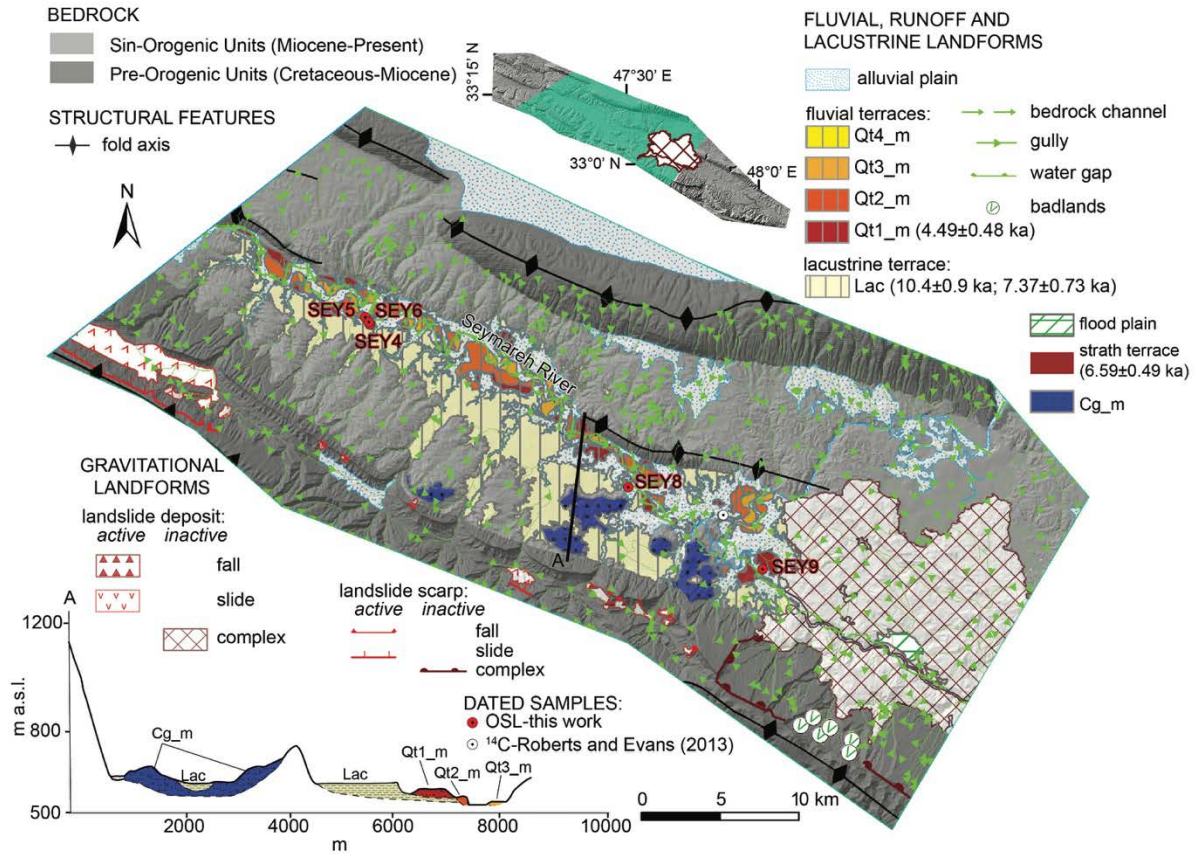 BEDROCK
Sin-Orogenic Units (Miocene-Present)
Pre-Orogenic Units (Cretaceous-Miocene)
STRUCTURAL FEATURES
fold axis
N
33°15' N
47°30' E
33°0' N
48°0' E
FLUVIAL, RUNOFF AND
LACUSTRINE LANDFORMS
alluvial plain
fluvial terraces:
Qt4_m
Qt3_m
Qt2_m
Qt1_m (4.49±0.48 ka)
lacustrine terrace:
Lac (10.4±0.9 ka; 7.37±0.73 ka)
bedrock channel
gully
water gap
badlands
flood plain
strath terrace
(6.59±0.49 ka)
Cg_m
SEY5
SEY6
SEY4
Seymareh River
SEY8
SEY9
A
GRAVITATIONAL
LANDFORMS
landslide deposit:
active inactive
fall
slide
complex
landslide scarp:
active inactive
fall
slide
complex
DATED SAMPLES:
OSL-this work
¹⁴C-Roberts and Evans (2013)
0 5 10 km
A
1200
800
500
m a.s.l.
Cg_m
Lac
Lac
Qt1_m
Qt2_m
Qt3_m
2000 4000 6000 8000 10000
m